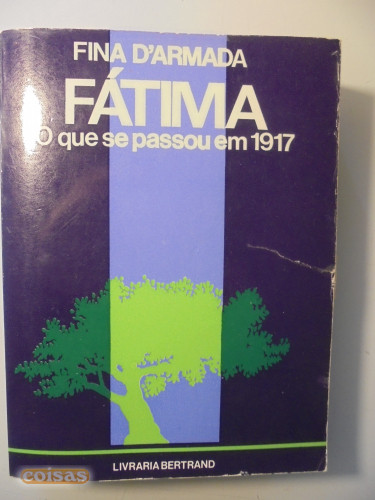 FINA D'ARMADA
FÁTIMA
O que se passou em 1917
LIVRARIA BERTRAND
coisas